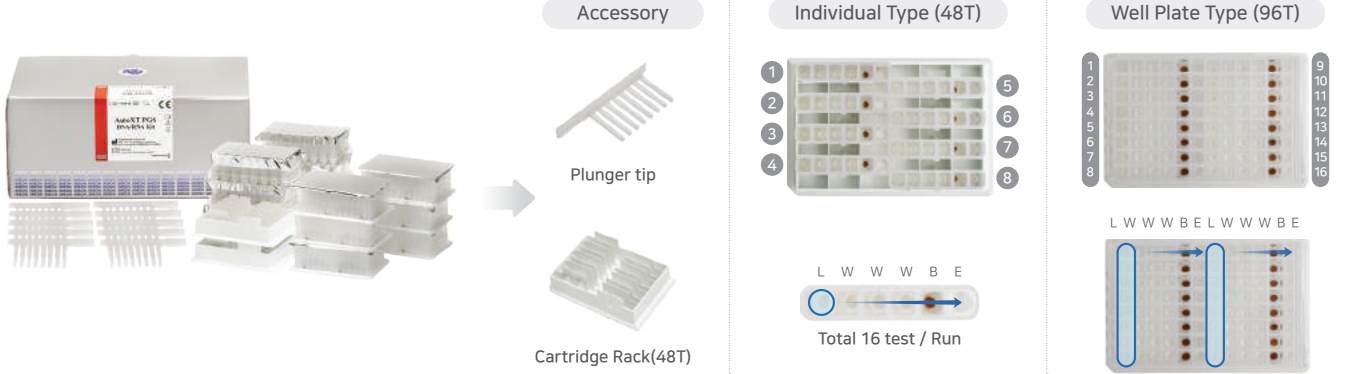 Accessory
Plunger tip
Cartridge Rack(48T)
Individual Type (48T)
1
2
3
4
5
6
7
8
L W W W B E
Total 16 test / Run
Well Plate Type (96T)
1
2
3
4
5
6
7
8
9
10
11
12
13
14
15
16
L W W W B E L W W W B E
AutoXT PGS
DNA/RNA Kit
CE